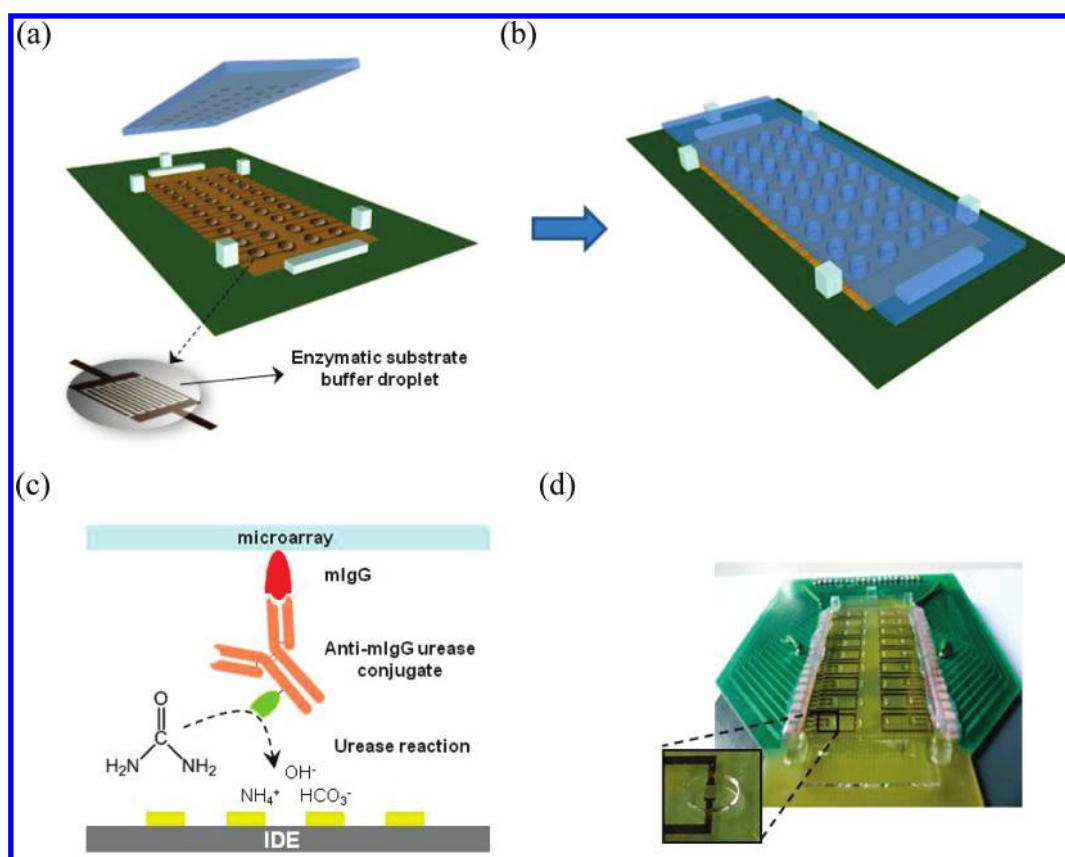 (a)
(b)
Enzymatic substrate
buffer droplet
(c)
(d)
microarray
mIgG
Anti-mIgG urease
conjugate
O
H₂N
NH₂
Urease reaction
OH⁻
NH₄⁺
HCO₃⁻
IDE